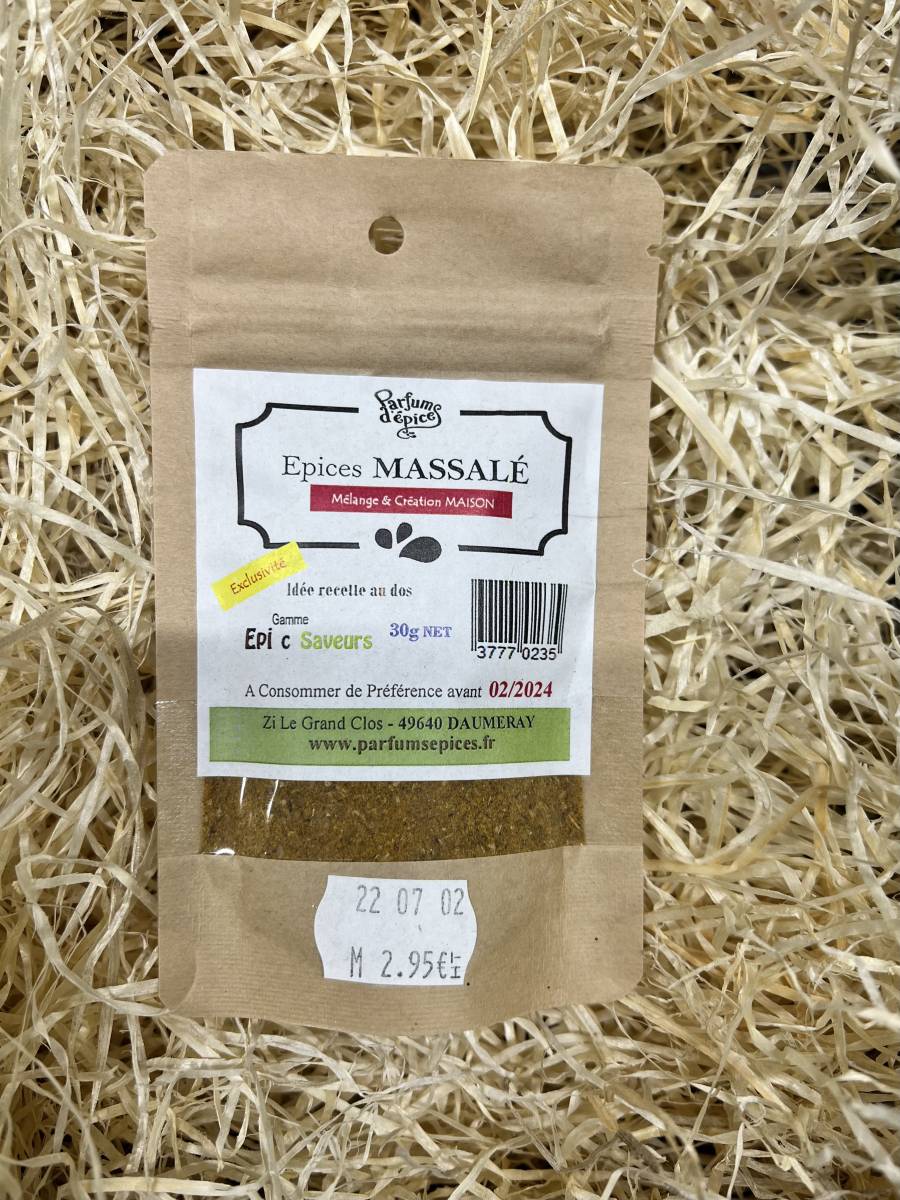 Parfums
d'épices
Epices MASSALÉ
Mélange & Création MAISON
Exclusivité
Idée recette au dos
Gamme
Epi c Saveurs
30g NET
3777 0235
A Consommer de Préférence avant 02/2024
Zi Le Grand Clos - 49640 DAUMERAY
www.parfumsepices.fr
22 07 02
M 2.95€